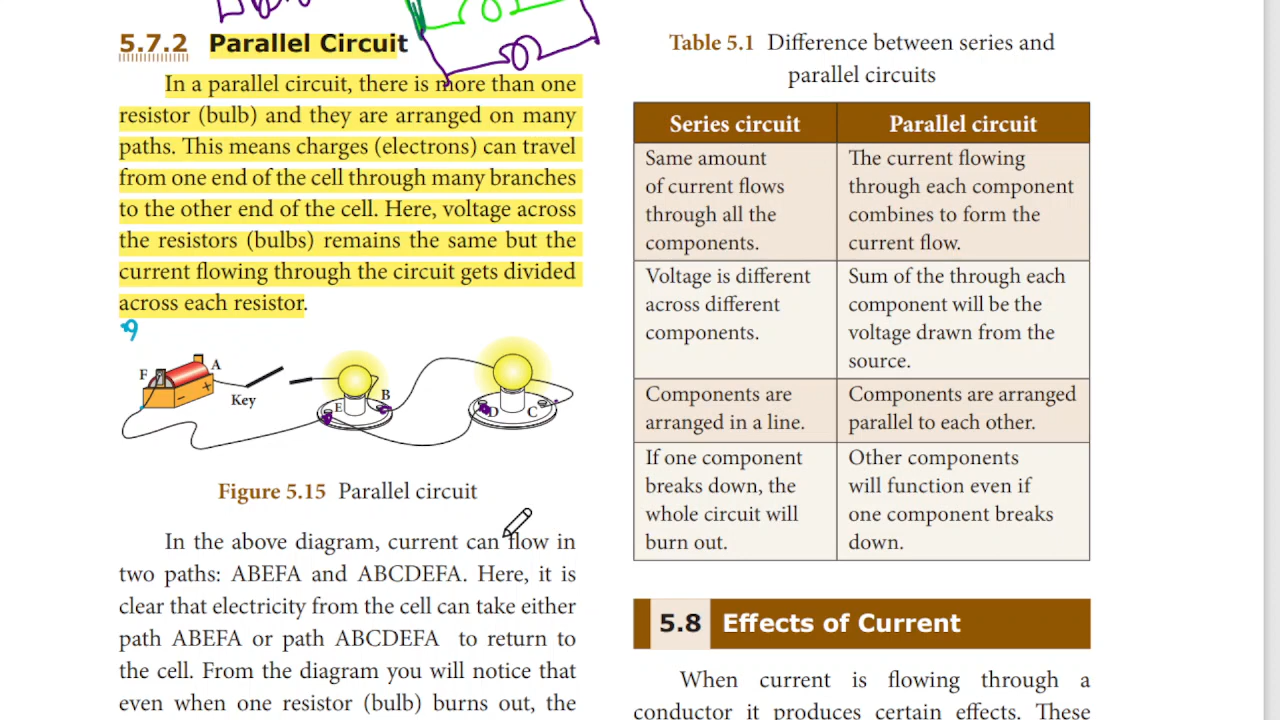 5.7.2 Parallel Circuit
In a parallel circuit, there is more than one
resistor (bulb) and they are arranged on many
paths. This means charges (electrons) can travel
from one end of the cell through many branches
to the other end of the cell. Here, voltage across
the resistors (bulbs) remains the same but the
current flowing through the circuit gets divided
across each resistor.
F
A
+
-
Key
E
B
D
C
Figure 5.15 Parallel circuit
In the above diagram, current can flow in
two paths: ABEFA and ABCDEFA. Here, it is
clear that electricity from the cell can take either
path ABEFA or path ABCDEFA to return to
the cell. From the diagram you will notice that
even when one resistor (bulb) burns out, the
Table 5.1 Difference between series and
parallel circuits
Series circuit
Parallel circuit
Same amount
of current flows
through all the
components.
The current flowing
through each component
combines to form the
current flow.
Voltage is different
across different
components.
Sum of the through each
component will be the
voltage drawn from the
source.
Components are
arranged in a line.
Components are arranged
parallel to each other.
If one component
breaks down, the
whole circuit will
burn out.
Other components
will function even if
one component breaks
down.
5.8 Effects of Current
When current is flowing through a
conductor it produces certain effects. These